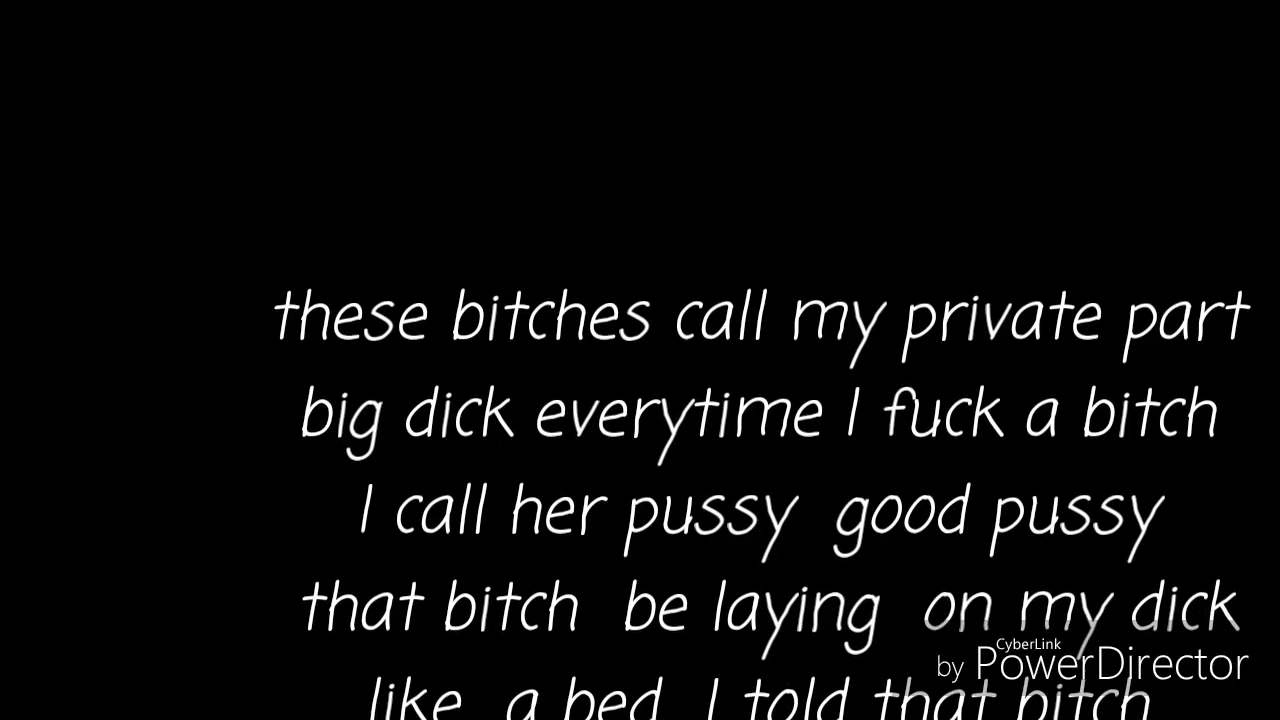 these bitches call my private part
big dick everytime I fuck a bitch
I call her pussy good pussy
that bitch be laying on my dick
like a bed I told that bitch
CyberLink
by PowerDirector